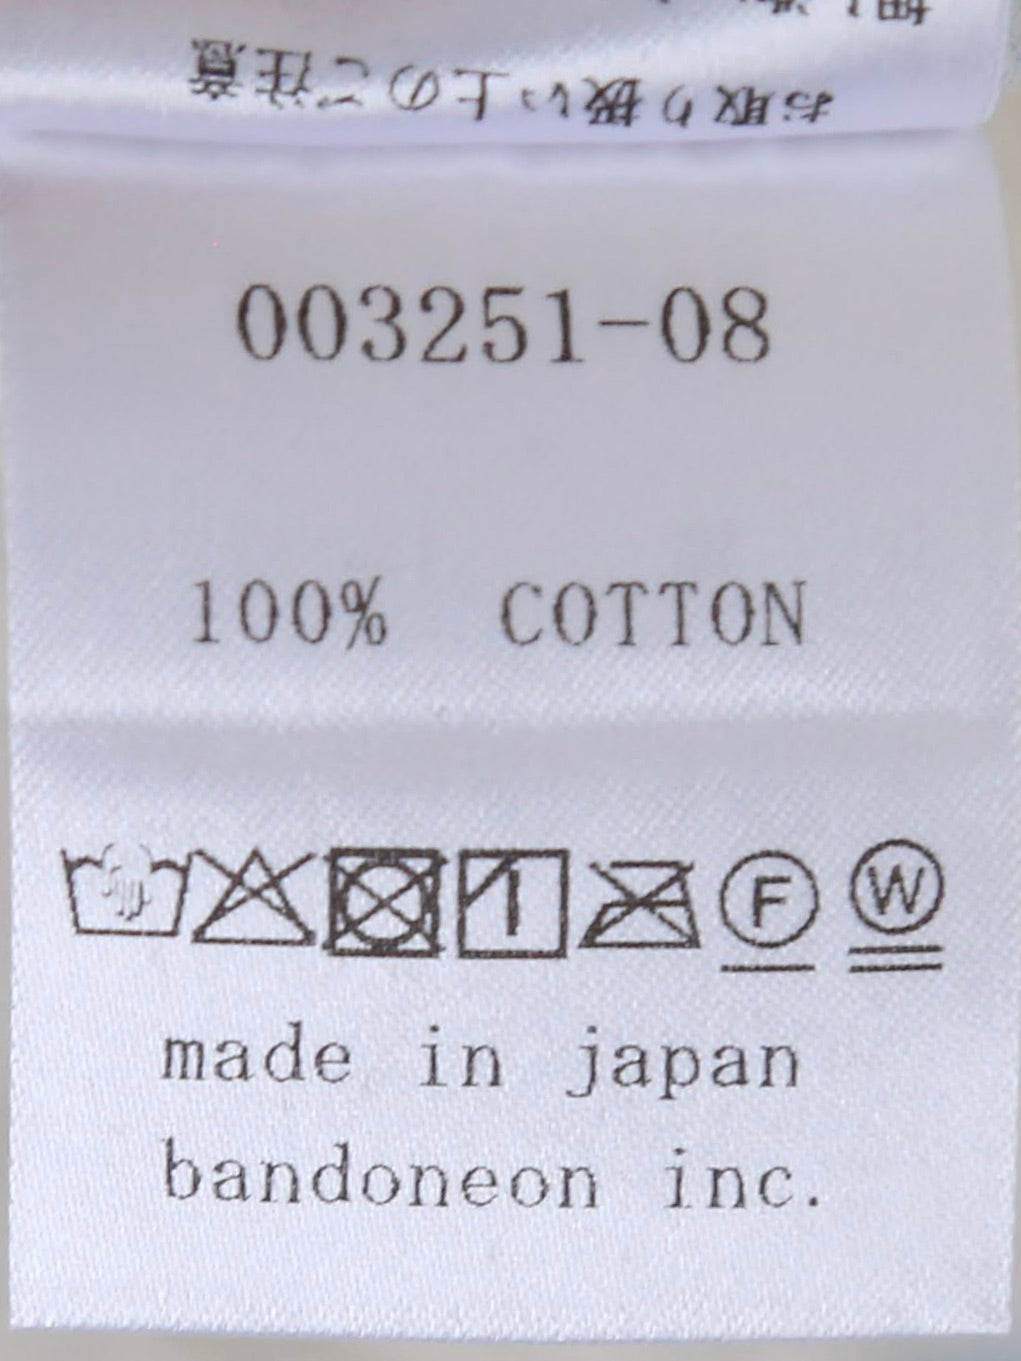 お取り扱い上のご注意
003251-08
100% COTTON
F W
made in japan
bandoneon inc.